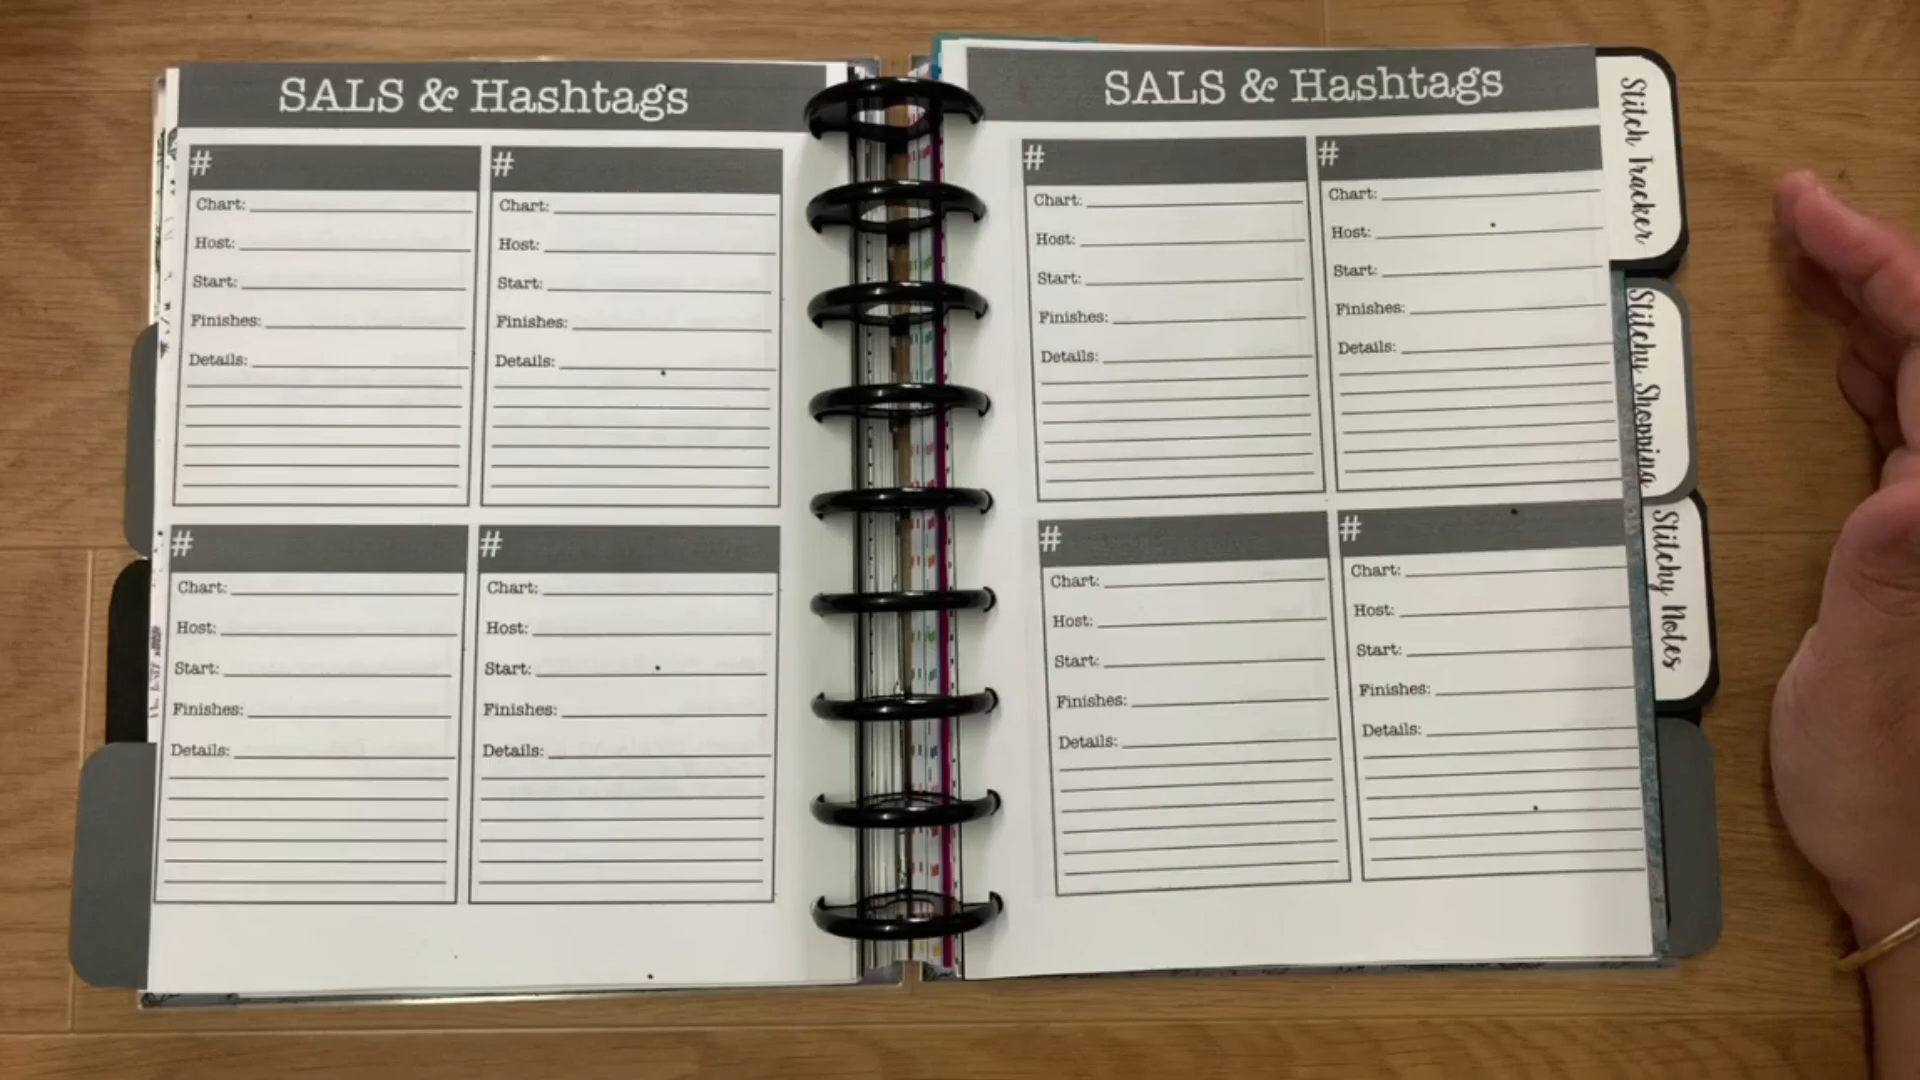 SALS & Hashtags
#
Chart:
Host:
Start:
Finishes:
Details:
#
Chart:
Host:
Start:
Finishes:
Details:
#
Chart:
Host:
Start:
Finishes:
Details:
#
Chart:
Host:
Start:
Finishes:
Details:
SALS & Hashtags
#
Chart:
Host:
Start:
Finishes:
Details:
#
Chart:
Host:
Start:
Finishes:
Details:
#
Chart:
Host:
Start:
Finishes:
Details:
#
Chart:
Host:
Start:
Finishes:
Details:
Stitch Tracker
Stitchy Shopping
Stitchy Notes